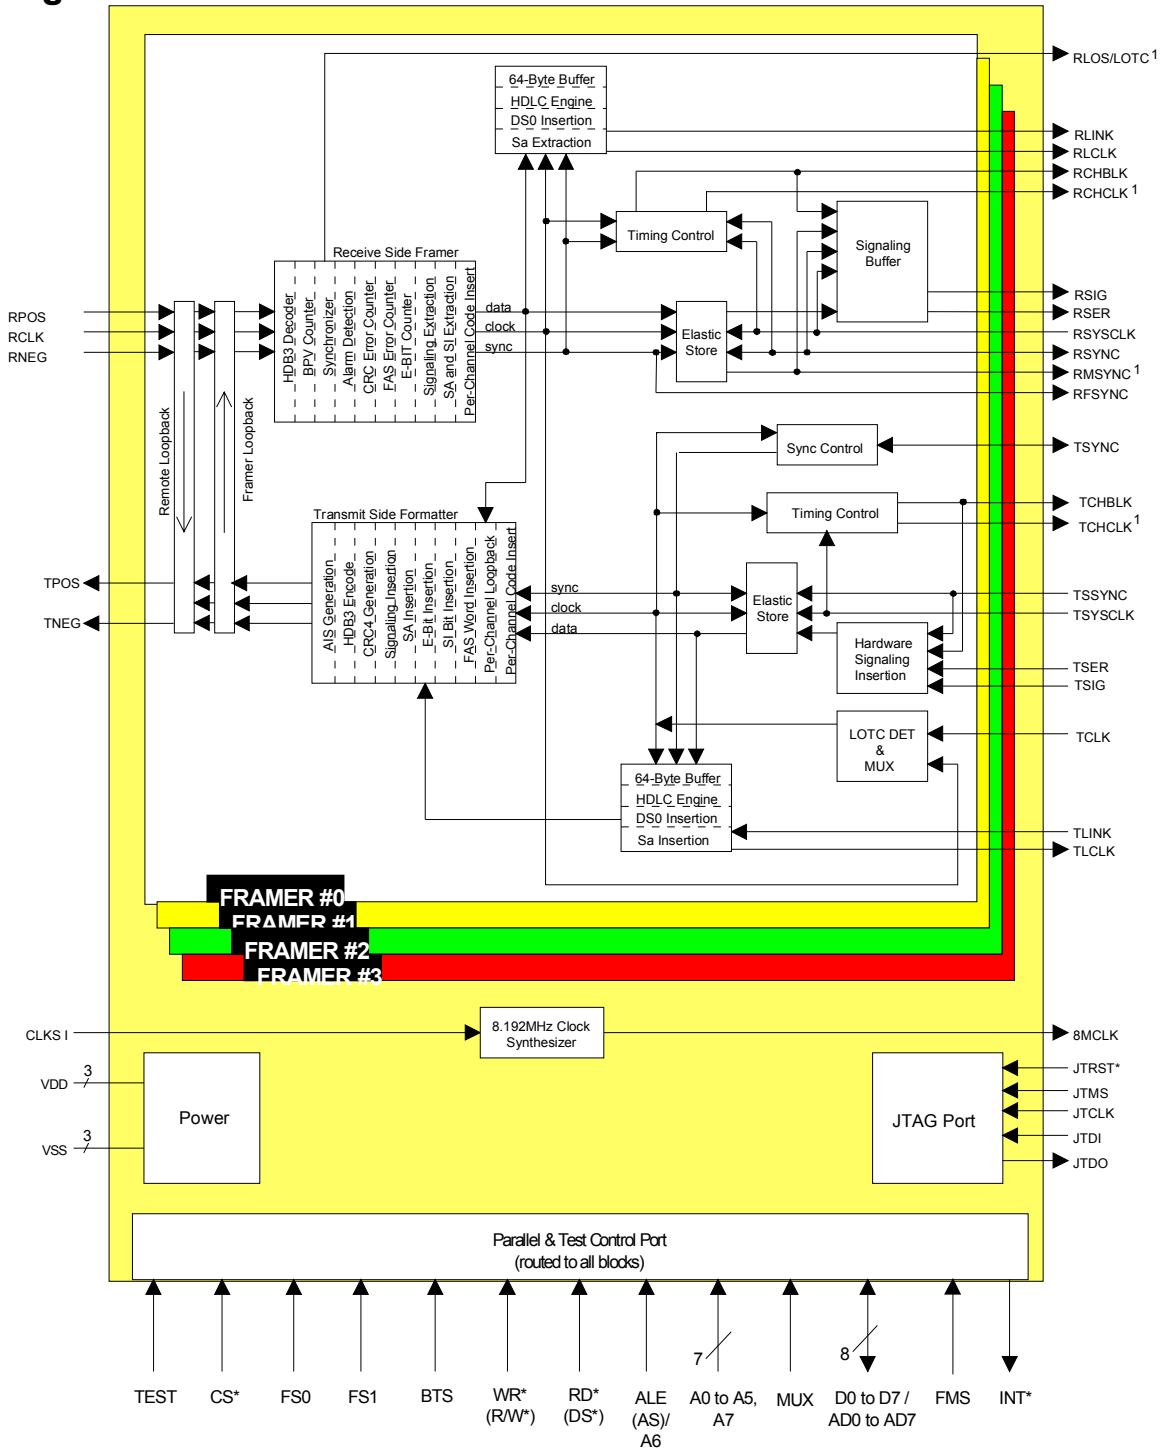 g
RLOS/LOTC 1
64-Byte Buffer
HDLC Engine
DS0 Insertion
Sa Extraction
RLINK
RLCLK
RCHBLK
RCHCLK 1
Timing Control
Signaling
Buffer
Receive Side Framer
HDB3 Decoder
BPV Counter
Synchronizer
Alarm Detection
CRC Error Counter
FAS Error Counter
E-BIT Counter
Signaling Extraction
SA and SI Extraction
Per-Channel Code Insert
RPOS
RCLK
RNEG
data
clock
sync
Elastic
Store
RSIG
RSER
RSYSCLK
RSYNC
RMSYNC 1
RFSYNC
Remote Loopback
Framer Loopback
Sync Control
TSYNC
Timing Control
TCHBLK
TCHCLK 1
Transmit Side Formatter
AIS Generation
HDB3 Encode
CRC4 Generation
Signaling Insertion
SA Insertion
E-Bit Insertion
SI Bit Insertion
FAS Word Insertion
Per-Channel Loopback
Per-Channel Code Insert
TPOS
TNEG
sync
clock
data
Elastic
Store
TSSYNC
TSYSCLK
Hardware
Signaling
Insertion
TSER
TSIG
LOTC DET
&
MUX
TCLK
64-Byte Buffer
HDLC Engine
DS0 Insertion
Sa Insertion
TLINK
TLCLK
FRAMER #0
FRAMER #1
FRAMER #2
FRAMER #3
CLKS I
8.192MHz Clock
Synthesizer
8MCLK
VDD
3
VSS
3
Power
JTAG Port
JTRST*
JTMS
JTCLK
JTDI
JTDO
Parallel & Test Control Port
(routed to all blocks)
7
8
TEST
CS*
FS0
FS1
BTS
WR*
(R/W*)
RD*
(DS*)
ALE
(AS)/
A6
A0 to A5,
A7
MUX
D0 to D7 /
AD0 to AD7
FMS
INT*